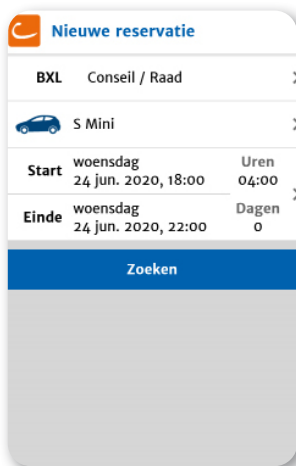 Nieuwe reservatie
BXL Conseil / Raad
S Mini
Start woensdag Uren
24 jun. 2020, 18:00 04:00
Einde woensdag Dagen
24 jun. 2020, 22:00 0
Zoeken